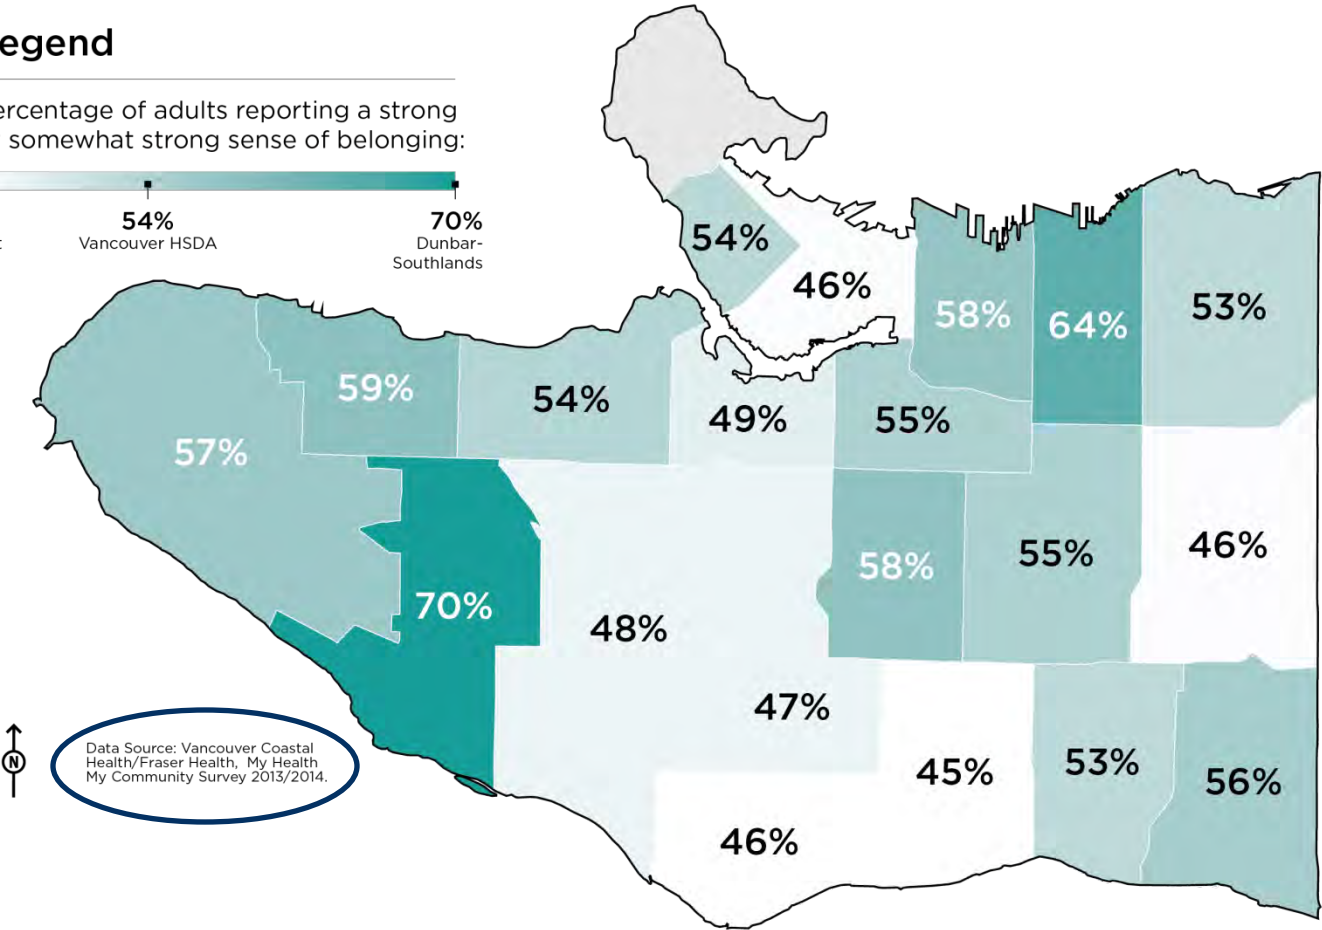 egend
ercentage of adults reporting a strong
somewhat strong sense of belonging:
54%
Vancouver HSDA
70%
Dunbar-
Southlands
54%
46%
58%
64%
53%
59%
54%
49%
55%
57%
58%
55%
46%
70%
48%
47%
45%
53%
56%
46%
N
Data Source: Vancouver Coastal
Health/Fraser Health, My Health
My Community Survey 2013/2014.